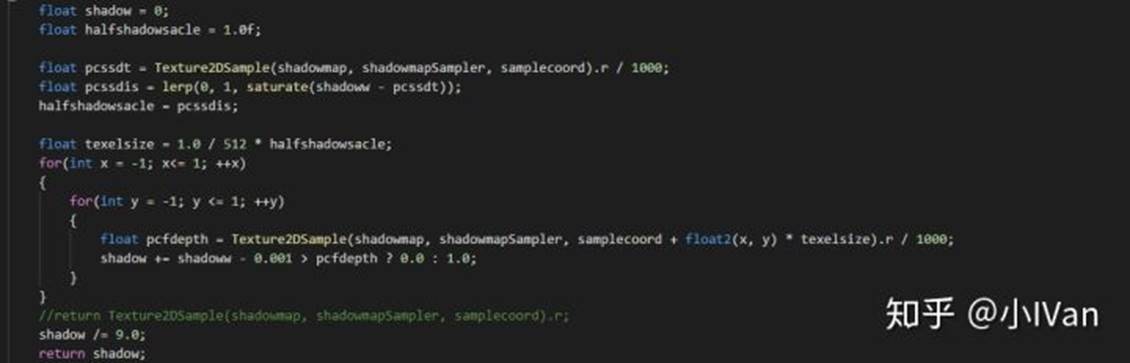 float shadow = 0;
float halfshadowsacle = 1.0f;
float pcssdt = Texture2DSample(shadowmap, shadowmapSampler, samplecoord).r / 1000;
float pcssdis = lerp(0, 1, saturate(shadoww - pcssdt));
halfshadowsacle = pcssdis;
float texelsize = 1.0 / 512 * halfshadowsacle;
for(int x = -1; x<= 1; ++x)
{
for(int y = -1; y <= 1; ++y)
{
float pcfdepth = Texture2DSample(shadowmap, shadowmapSampler, samplecoord + float2(x, y) * texelsize).r / 1000;
shadow += shadoww - 0.001 > pcfdepth ? 0.0 : 1.0;
}
}
//return Texture2DSample(shadowmap, shadowmapSampler, samplecoord).r;
shadow /= 9.0;
return shadow;
知乎 @小IVan